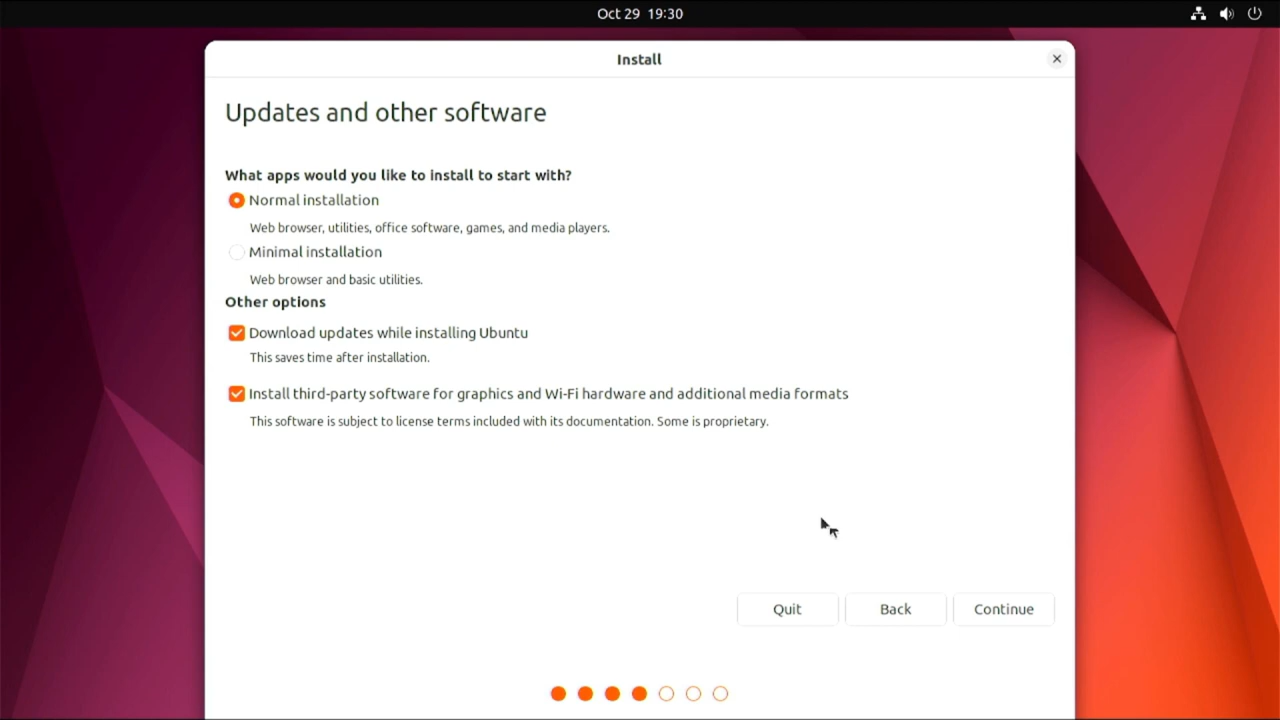 Oct 29 19:30
Install
Updates and other software
What apps would you like to install to start with?
Normal installation
Web browser, utilities, office software, games, and media players.
Minimal installation
Web browser and basic utilities.
Other options
Download updates while installing Ubuntu
This saves time after installation.
Install third-party software for graphics and Wi-Fi hardware and additional media formats
This software is subject to license terms included with its documentation. Some is proprietary.
Quit Back Continue